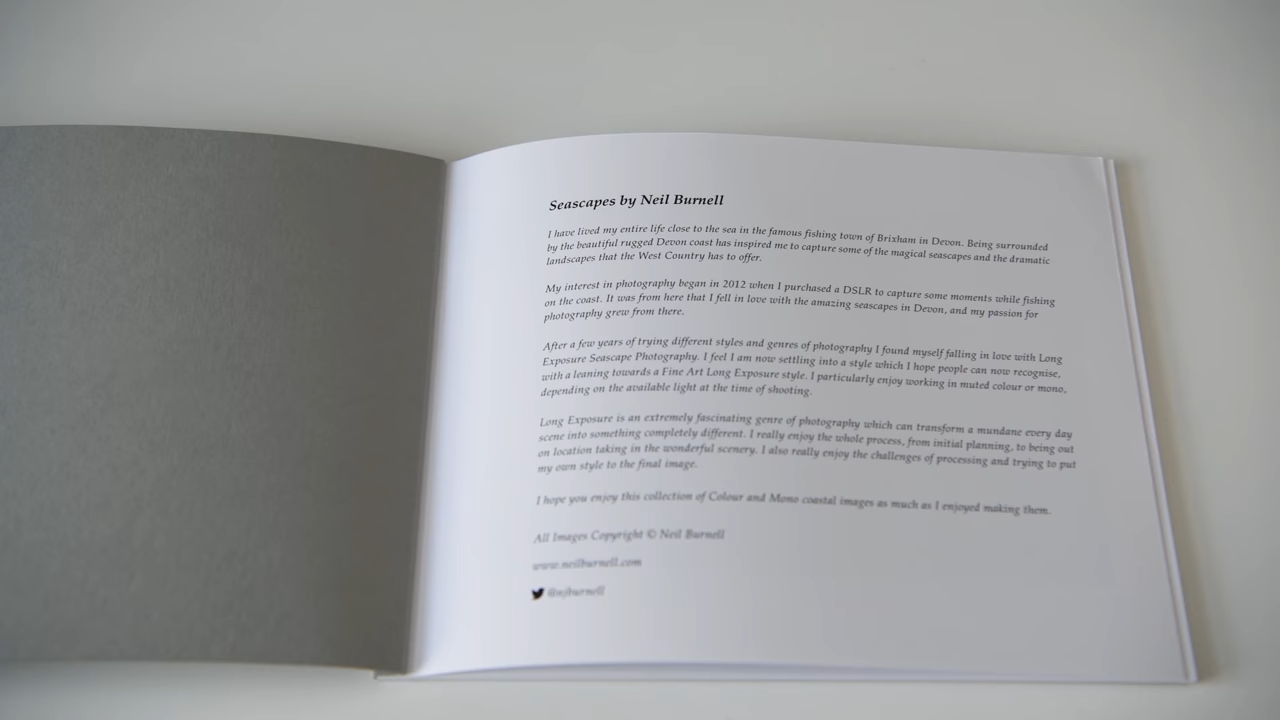 Seascapes by Neil Burnell
I have lived my entire life close to the sea in the famous fishing town of Brixham in Devon. Being surrounded
by the beautiful rugged Devon coast has inspired me to capture some of the magical seascapes and the dramatic
landscapes that the West Country has to offer.
My interest in photography began in 2012 when I purchased a DSLR to capture some moments while fishing
on the coast. It was from here that I fell in love with the amazing seascapes in Devon, and my passion for
photography grew from there.
After a few years of trying different styles and genres of photography I found myself falling in love with Long
Exposure Seascape Photography. I feel I am now settling into a style which I hope people can now recognise,
with a leaning towards a Fine Art Long Exposure style. I particularly enjoy working in muted colour or mono,
depending on the available light at the time of shooting.
Long Exposure is an extremely fascinating genre of photography which can transform a mundane every day
scene into something completely different. I really enjoy the whole process, from initial planning, to being out
on location taking in the wonderful scenery. I also really enjoy the challenges of processing and trying to put
my own style to the final image.
I hope you enjoy this collection of Colour and Mono coastal images as much as I enjoyed making them.
All Images Copyright © Neil Burnell
www.neilburnell.com
@njburnell